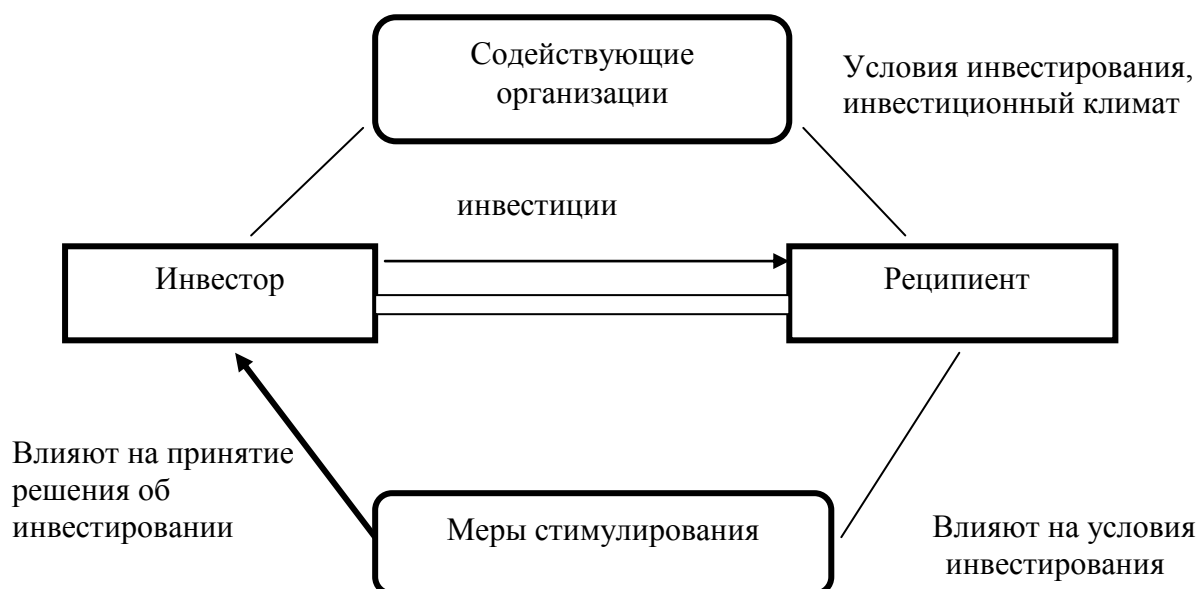 Содействующие
организации
Условия инвестирования,
инвестиционный климат
инвестиции
Инвестор
Реципиент
Влияют на принятие
решения об
инвестировании
Меры стимулирования
Влияют на условия
инвестирования